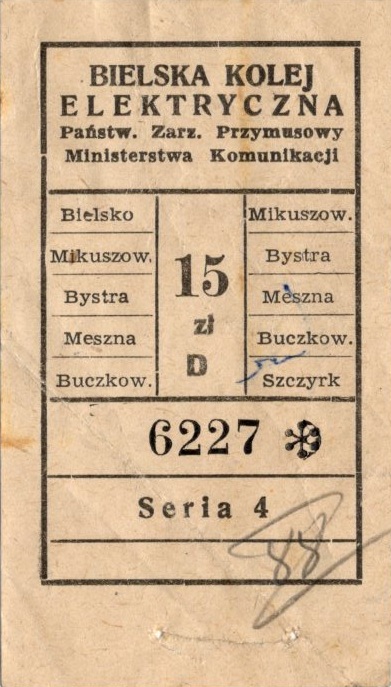 BIELSKA KOLEJ
ELEKTRYCZNA
Państw. Zarz. Przymusowy
Ministerstwa Komunikacji
Bielsko
Mikuszow.
Bystra
Meszna
Buczkow.
15
zł
D
Mikuszow.
Bystra
Meszna
Buczkow.
Szczyrk
6227
Seria 4
88